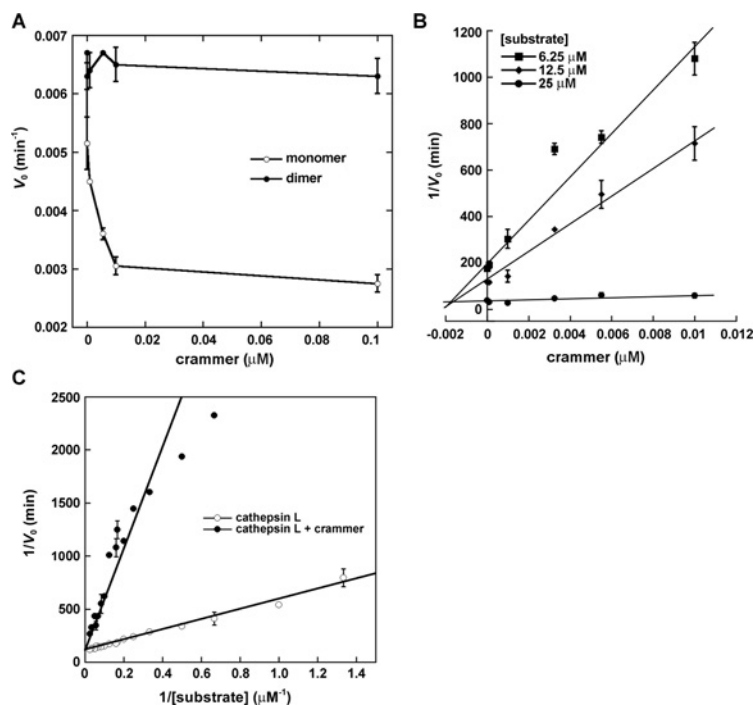 A
0.007
0.006
0.005
0.004
0.003
0.002
V₀ (min⁻¹)
monomer
dimer
0
0.02
0.04
0.06
0.08
0.1
crammer (μM)
B
[substrate]
6.25 μM
12.5 μM
25 μM
1200
1000
800
600
400
200
0
1/V₀ (min)
-0.002
0
0.002
0.004
0.006
0.008
0.01
0.012
crammer (μM)
C
2500
2000
1500
1000
500
0
1/V₀ (min)
cathepsin L
cathepsin L + crammer
0
0.2
0.4
0.6
0.8
1.0
1.2
1.4
1/[substrate] (μM⁻¹)